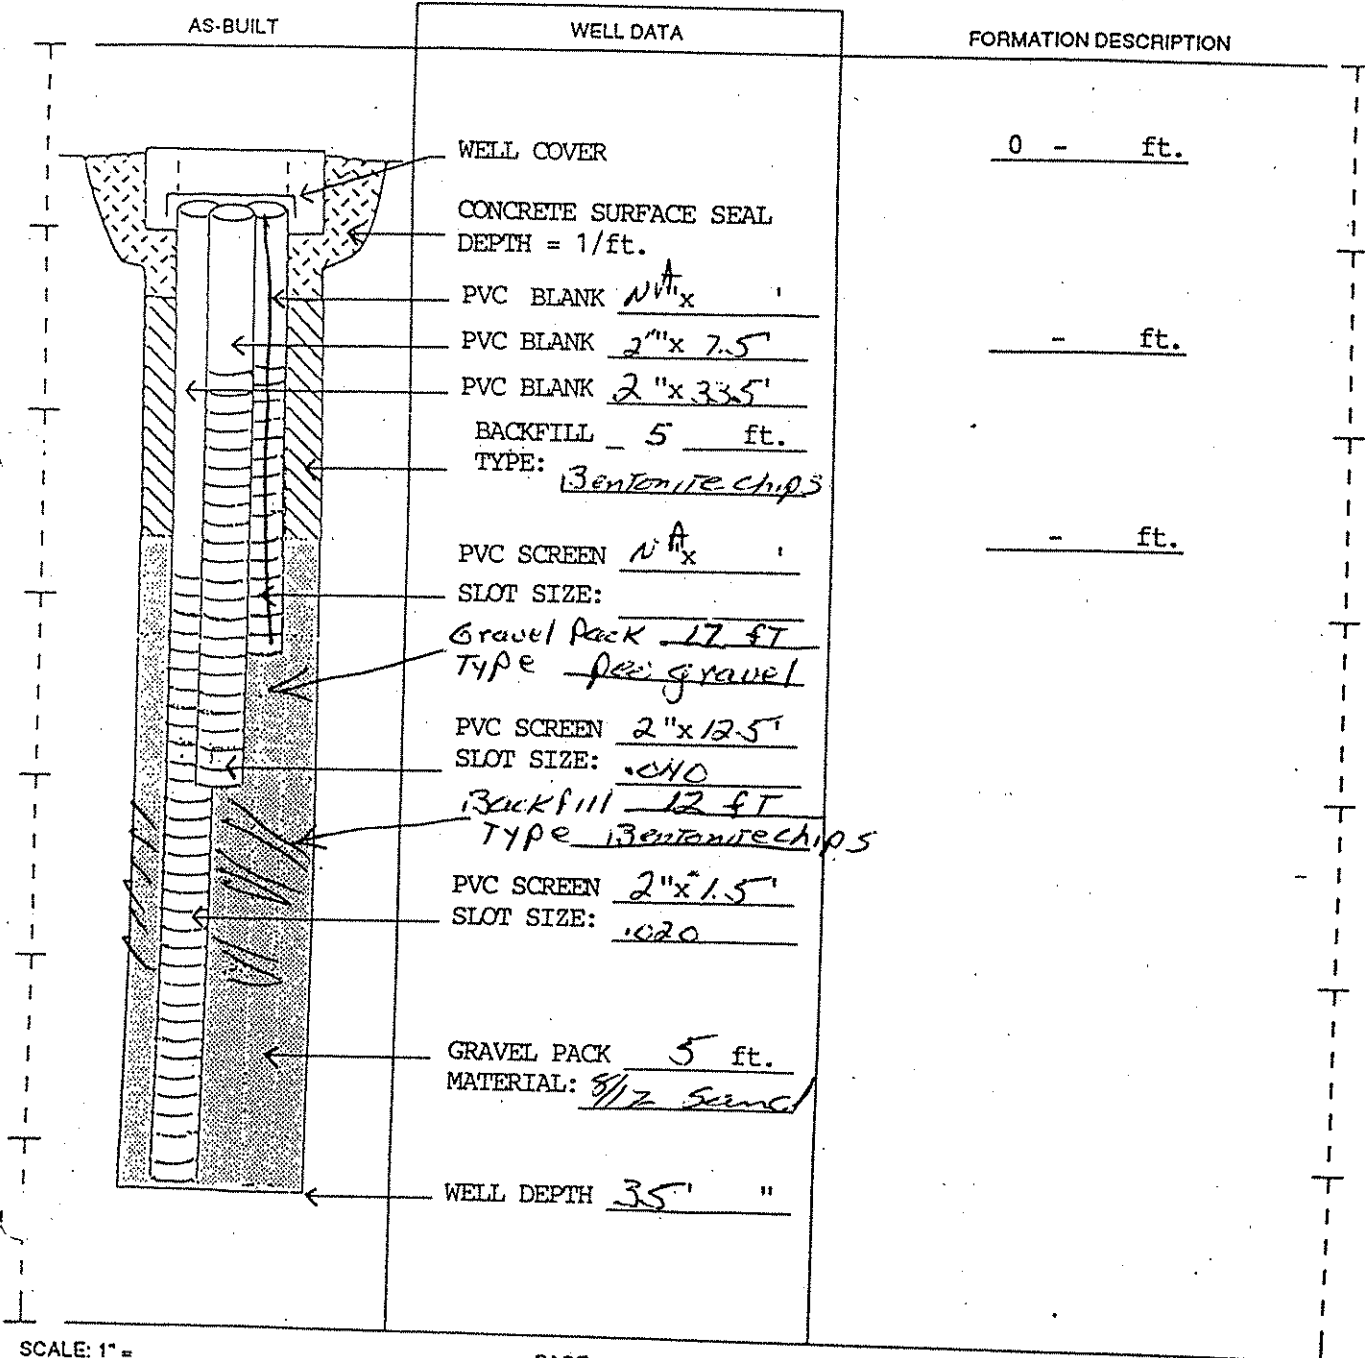 AS-BUILT
WELL DATA
FORMATION DESCRIPTION
WELL COVER
0 - ft.
CONCRETE SURFACE SEAL
DEPTH = 1/ft.
PVC BLANK NA "x '
PVC BLANK 2 "x 7.5'
- ft.
PVC BLANK 2 "x 33.5'
BACKFILL 5 ft.
TYPE: Bentonite chips
PVC SCREEN NA "x '
- ft.
SLOT SIZE:
Gravel Pack 17 fT
Type pea gravel
PVC SCREEN 2 "x 12.5'
SLOT SIZE: .040
Backfill 12 fT
Type Bentonite chips
PVC SCREEN 2 "x 1.5'
SLOT SIZE: .020
GRAVEL PACK 5 ft.
MATERIAL: 8/12 Sand
WELL DEPTH 35' "
SCALE: 1" =